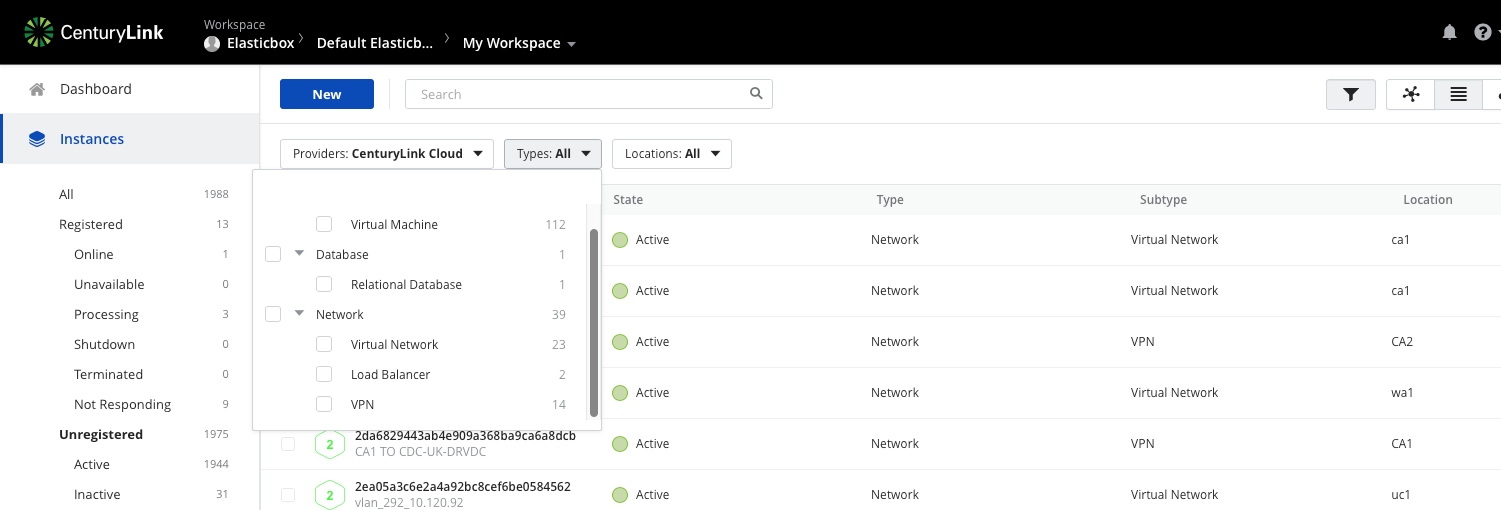 CenturyLink
Workspace
Elasticbox
Default Elasticb...
My Workspace
?
Dashboard
Instances
All 1988
Registered 13
Online 1
Unavailable 0
Processing 3
Shutdown 0
Terminated 0
Not Responding 9
Unregistered 1975
Active 1944
Inactive 31
New
Search
Providers: CenturyLink Cloud
Types: All
Locations: All
Virtual Machine 112
Database 1
Relational Database 1
Network 39
Virtual Network 23
Load Balancer 2
VPN 14
State Type Subtype Location
Active Network Virtual Network ca1
Active Network Virtual Network ca1
Active Network VPN CA2
Active Network Virtual Network wa1
2 2da6829443ab4e909a368ba9ca6a8dcb Active Network VPN CA1
CA1 TO CDC-UK-DRVDC
2 2ea05a3c6e2a4a92bc8cef6be0584562 Active Network Virtual Network uc1
vlan_292_10.120.92